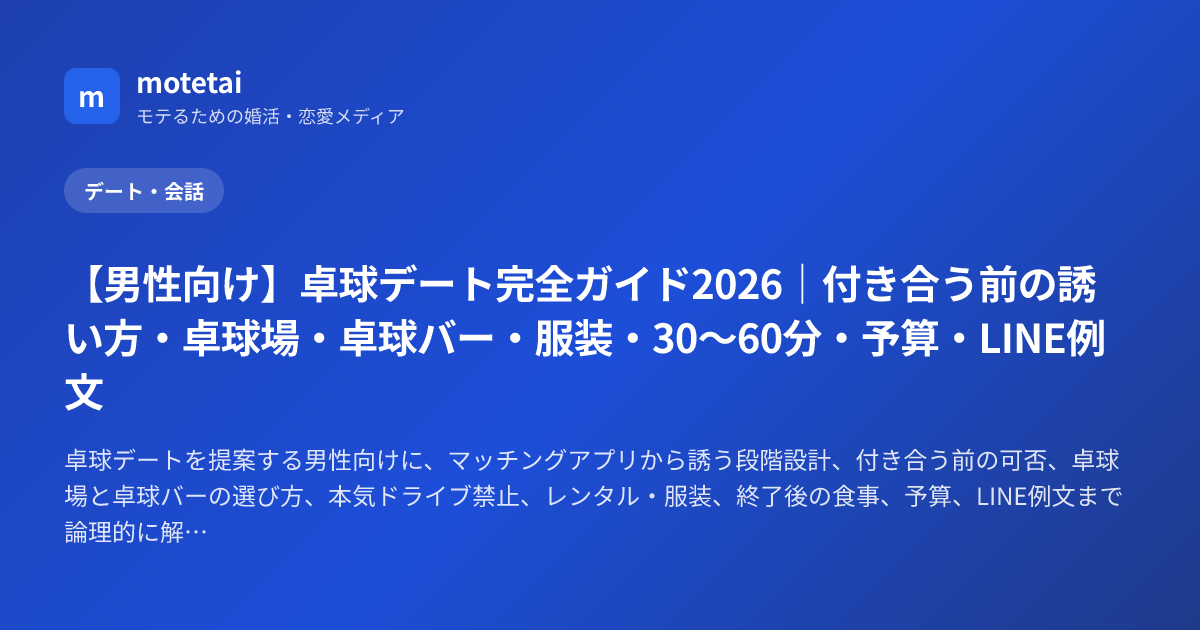 m
motetai
モテるための婚活・恋愛メディア
デート・会話
【男性向け】卓球デート完全ガイド2026｜付き合う前の誘
い方・卓球場・卓球バー・服装・30〜60分・予算・LINE例
文
卓球デートを提案する男性向けに、マッチングアプリから誘う段階設計、付き合う前の可否、卓球
場と卓球バーの選び方、本気ドライブ禁止、レンタル・服装、終了後の食事、予算、LINE例文まで
論理的に解…